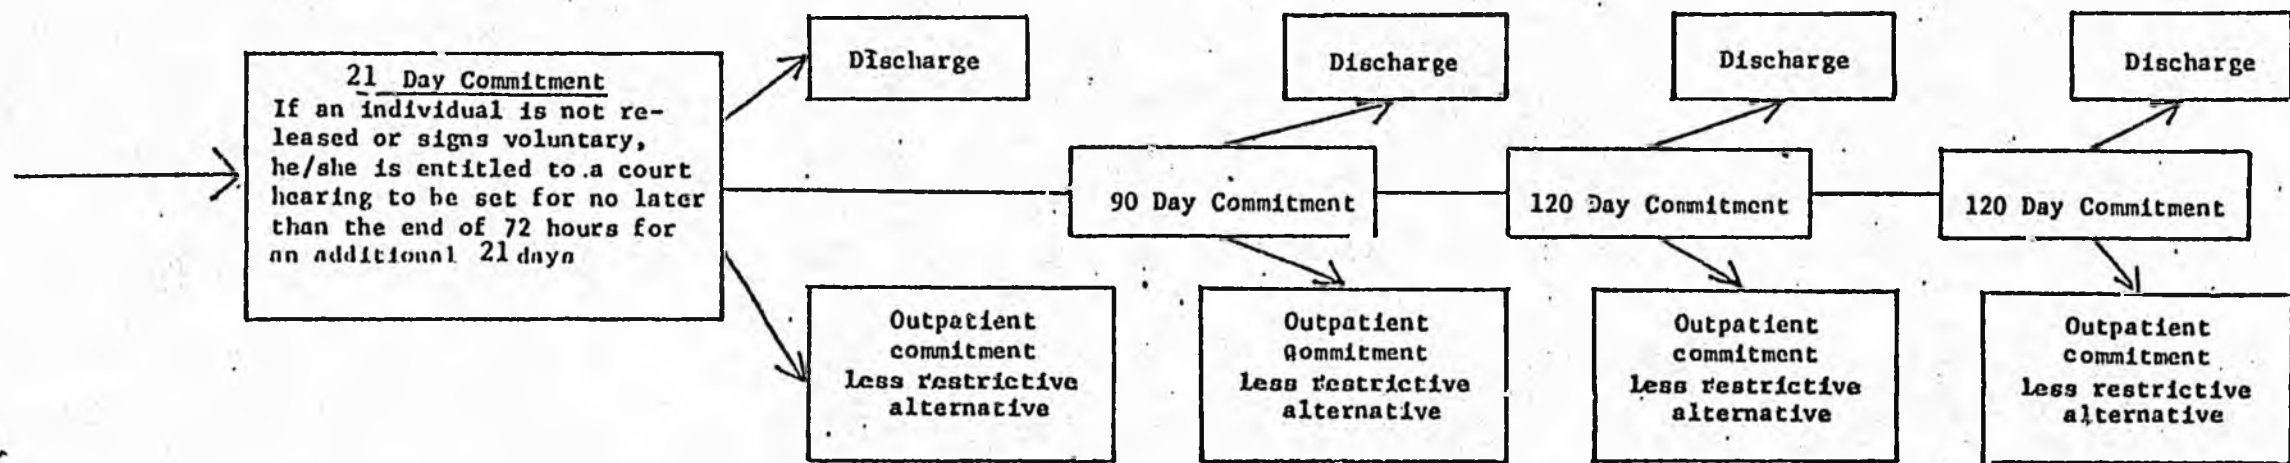 21 Day Commitment
If an individual is not re-
leased or signs voluntary,
he/she is entitled to a court
hearing to be set for no later
than the end of 72 hours for
an additional 21 days
Discharge
Discharge
Discharge
Discharge
90 Day Commitment
120 Day Commitment
120 Day Commitment
Outpatient
commitment
less restrictive
alternative
Outpatient
commitment
less restrictive
alternative
Outpatient
commitment
less restrictive
alternative
Outpatient
commitment
less restrictive
alternative